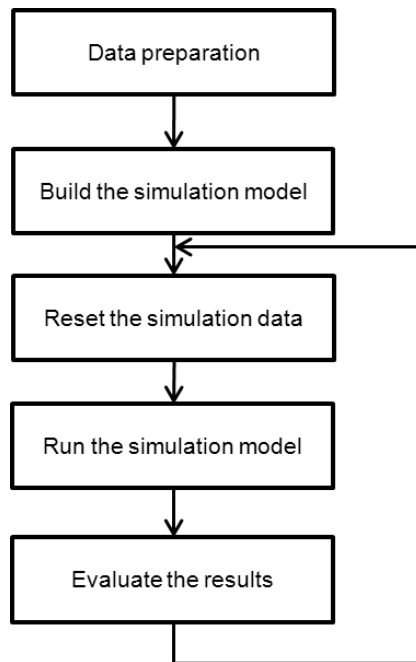 Data preparation
Build the simulation model
Reset the simulation data
Run the simulation model
Evaluate the results